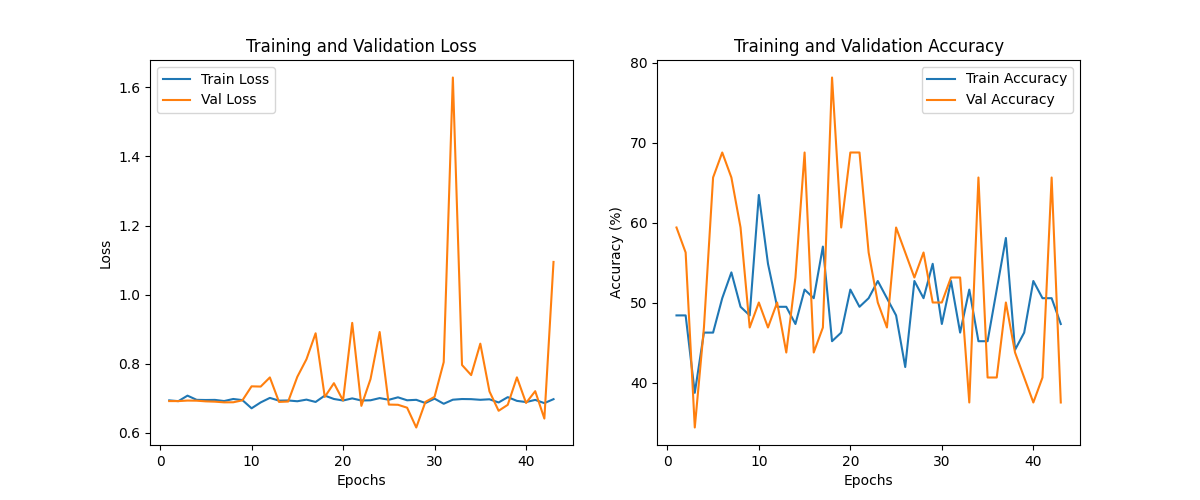 Training and Validation Loss
Train Loss
Val Loss
1.6
1.4
1.2
1.0
0.8
0.6
Loss
0
10
20
30
40
Epochs
Training and Validation Accuracy
Train Accuracy
Val Accuracy
80
70
60
50
40
Accuracy (%)
0
10
20
30
40
Epochs